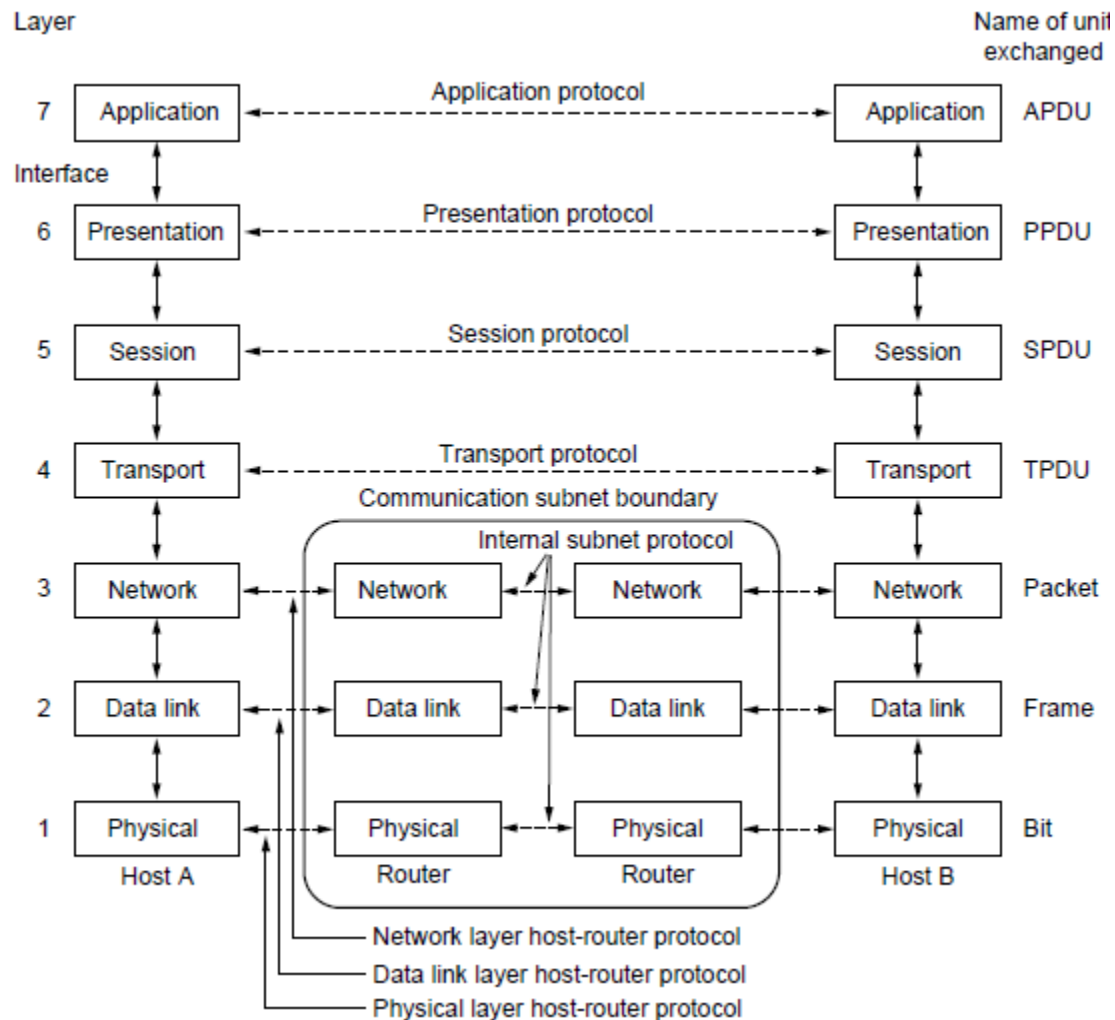 Layer
Name of unit
exchanged
Application protocol
7 Application Application APDU
Interface
Presentation protocol
6 Presentation Presentation PPDU
Session protocol
5 Session Session SPDU
Transport protocol
4 Transport Transport TPDU
Communication subnet boundary
Internal subnet protocol
3 Network Network Network Network Packet
2 Data link Data link Data link Data link Frame
1 Physical Physical Physical Physical Bit
Host A Router Router Host B
Network layer host-router protocol
Data link layer host-router protocol
Physical layer host-router protocol